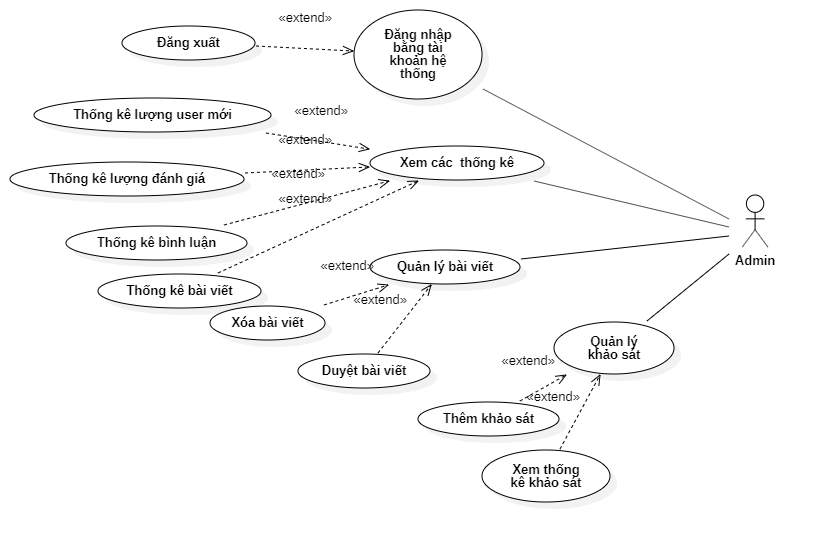 «extend»
Đăng xuất
Đăng nhập
bằng tài
khoản hệ
thống
Thống kê lượng user mới
«extend»
«extend»
Xem các thống kê
Thống kê lượng đánh giá
«extend»
«extend»
Thống kê bình luận
Admin
«extend»
Quản lý bài viết
Thống kê bài viết
«extend»
Xóa bài viết
Quản lý
khảo sát
«extend»
Duyệt bài viết
«extend»
Thêm khảo sát
Xem thống
kê khảo sát